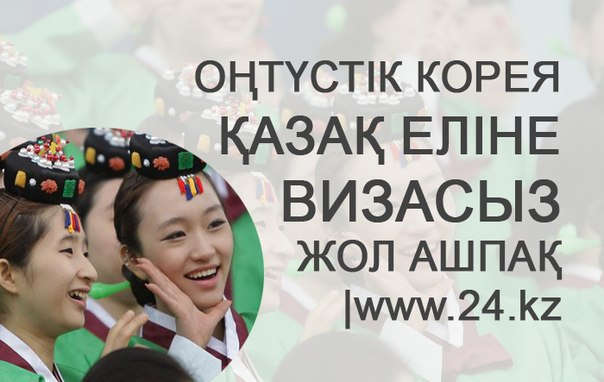 ОҢТҮСТІК КОРЕЯ
ҚАЗАҚ ЕЛІНЕ
ВИЗАСЫЗ
ЖОЛ АШПАҚ
|www.24.kz